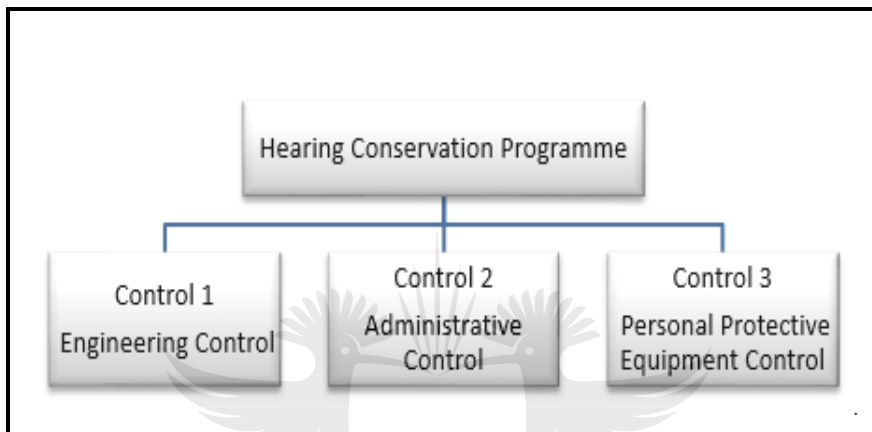 Hearing Conservation Programme
Control 1
Engineering Control
Control 2
Administrative
Control
Control 3
Personal Protective
Equipment Control
.